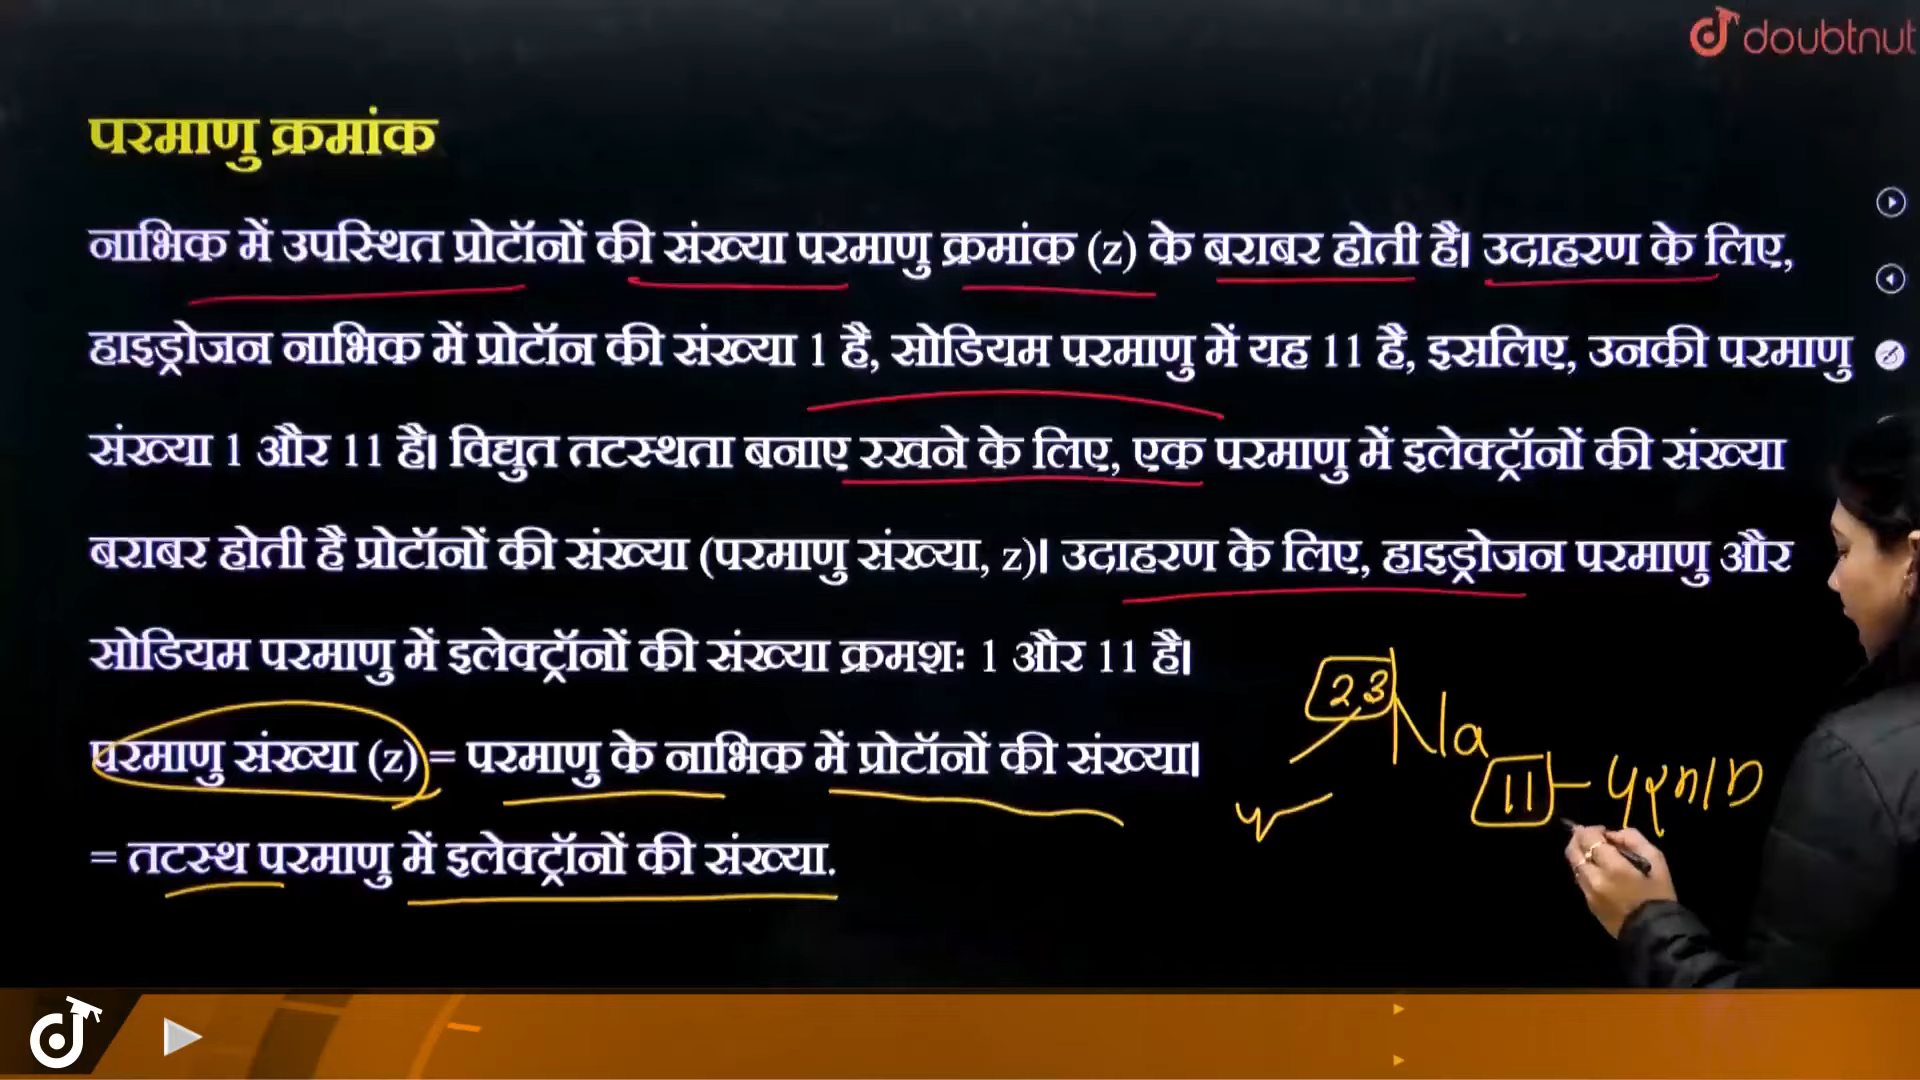 doubtnut
परमाणु क्रमांक
नाभिक में उपस्थित प्रोटॉनों की संख्या परमाणु क्रमांक (z) के बराबर होती है। उदाहरण के लिए,
हाइड्रोजन नाभिक में प्रोटॉन की संख्या 1 है, सोडियम परमाणु में यह 11 है, इसलिए, उनकी परमाणु
संख्या 1 और 11 है। विद्युत तटस्थता बनाए रखने के लिए, एक परमाणु में इलेक्ट्रॉनों की संख्या
बराबर होती है प्रोटॉनों की संख्या (परमाणु संख्या, z)। उदाहरण के लिए, हाइड्रोजन परमाणु और
सोडियम परमाणु में इलेक्ट्रॉनों की संख्या क्रमशः 1 और 11 है।
परमाणु संख्या (z) = परमाणु के नाभिक में प्रोटॉनों की संख्या।
= तटस्थ परमाणु में इलेक्ट्रॉनों की संख्या.
23
Na
11